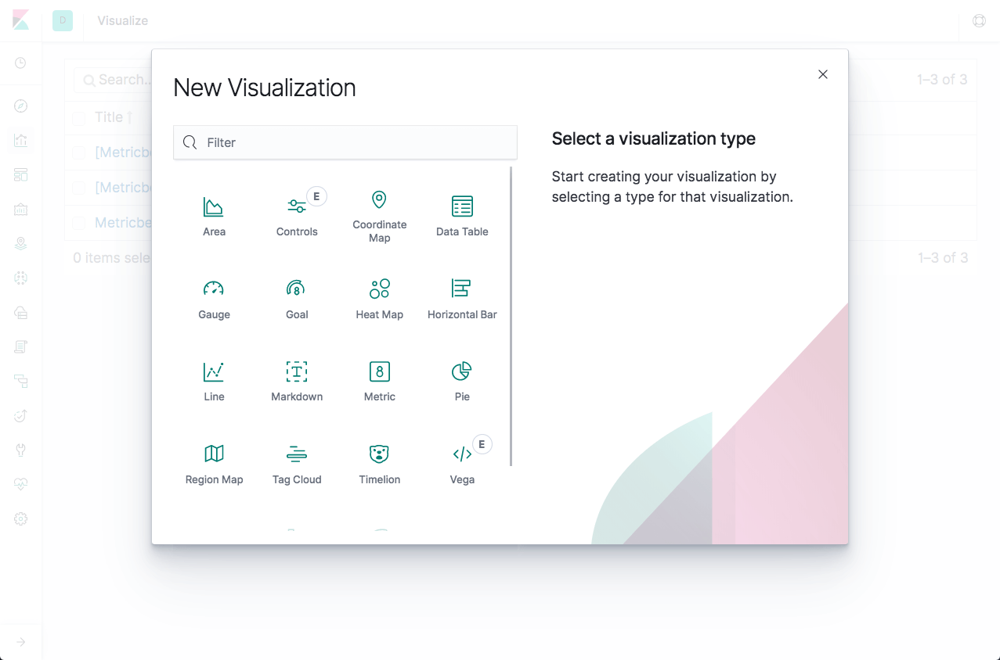 D
Visualize
Search...
1–3 of 3
Title
[Metricbe
[Metricbe
Metricbe
0 items sele
1–3 of 3
New Visualization
Filter
Select a visualization type
Start creating your visualization by
selecting a type for that visualization.
E
Area
Controls
Coordinate
Map
Data Table
8
Gauge
Goal
Heat Map
Horizontal Bar
T
8
Line
Markdown
Metric
Pie
E
Region Map
Tag Cloud
Timelion
Vega